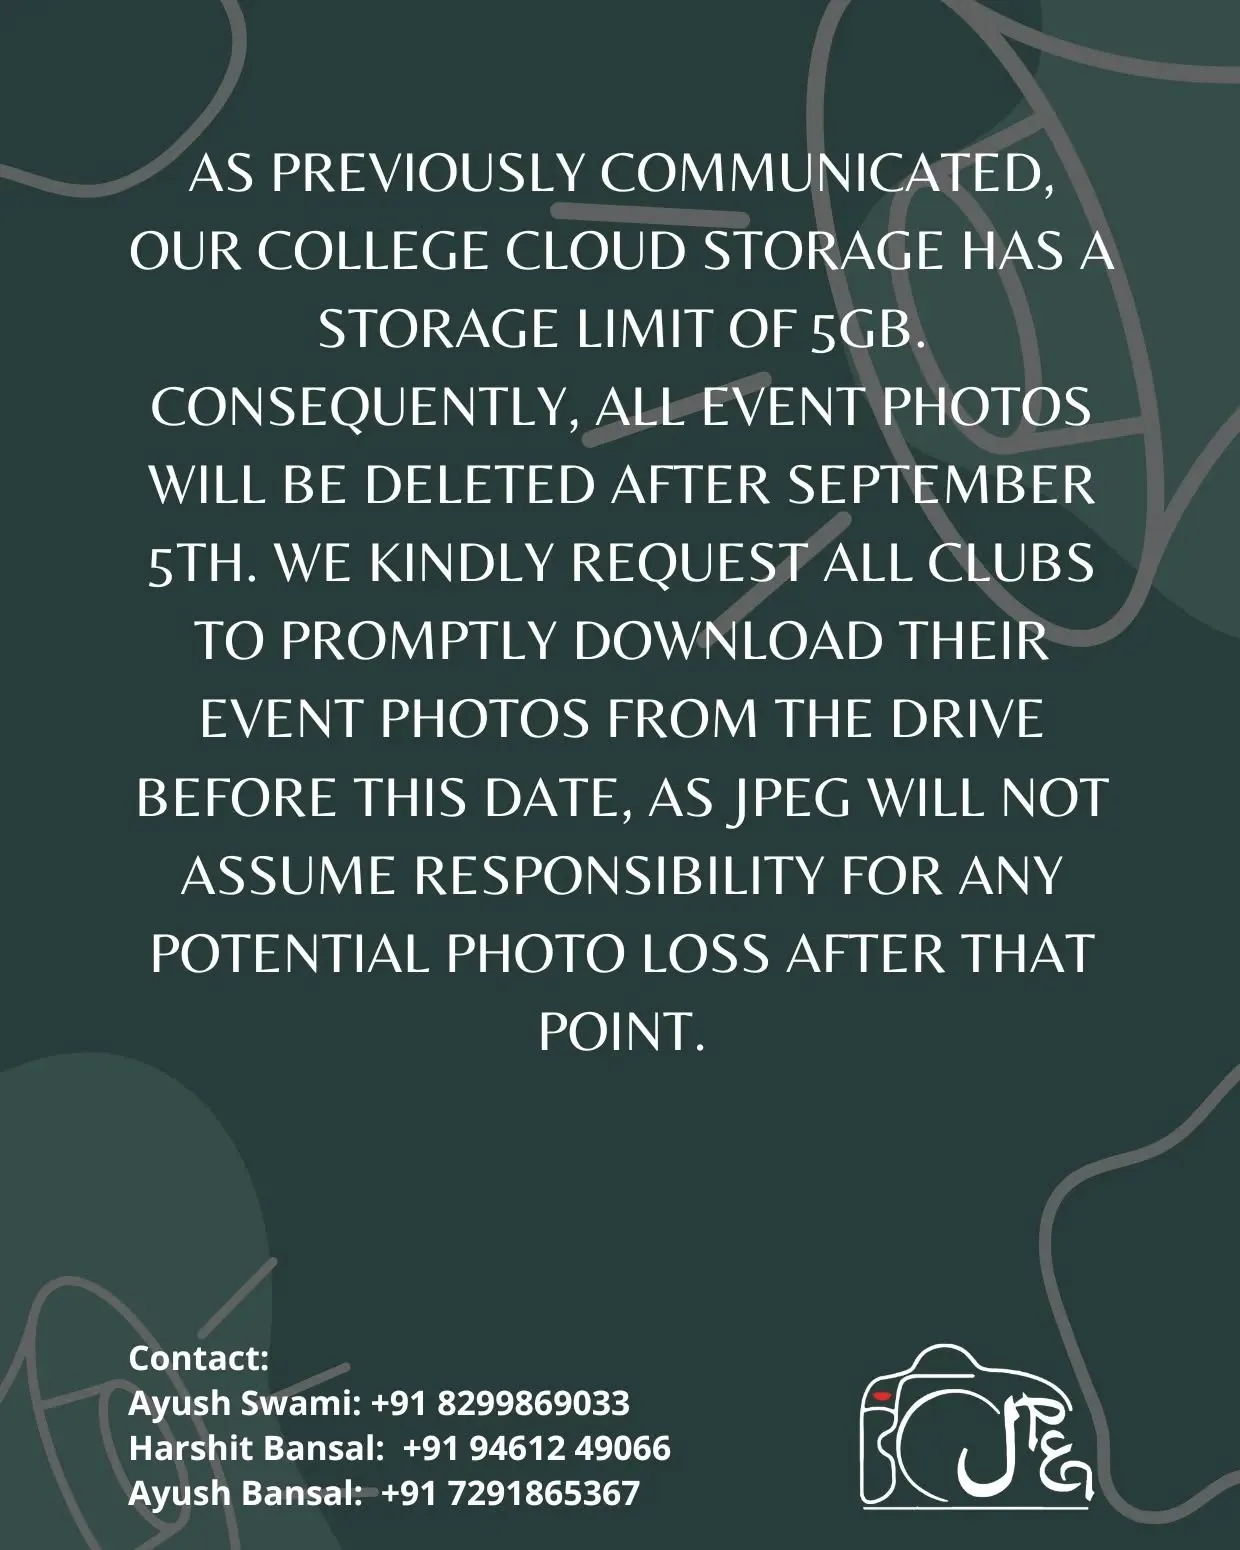 AS PREVIOUSLY COMMUNICATED,
OUR COLLEGE CLOUD STORAGE HAS A
STORAGE LIMIT OF 5GB.
CONSEQUENTLY, ALL EVENT PHOTOS
WILL BE DELETED AFTER SEPTEMBER
5TH. WE KINDLY REQUEST ALL CLUBS
TO PROMPTLY DOWNLOAD THEIR
EVENT PHOTOS FROM THE DRIVE
BEFORE THIS DATE, AS JPEG WILL NOT
ASSUME RESPONSIBILITY FOR ANY
POTENTIAL PHOTO LOSS AFTER THAT
POINT.
Contact:
Ayush Swami: +91 8299869033
Harshit Bansal: +91 94612 49066
Ayush Bansal: +91 7291865367
JPEG